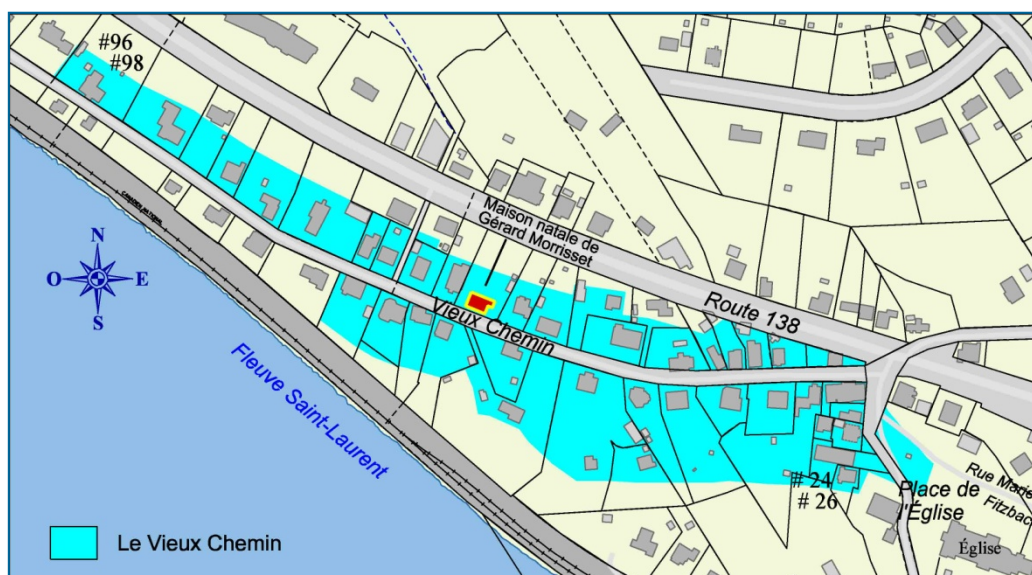 #96
#98
Maison natale de
Gérard Morrisset
Route 138
Vieux Chemin
N
O
E
S
Fleuve Saint-Laurent
# 24
# 26
Place de
l'Église
Rue Marie
Fitzbac
Église
Le Vieux Chemin